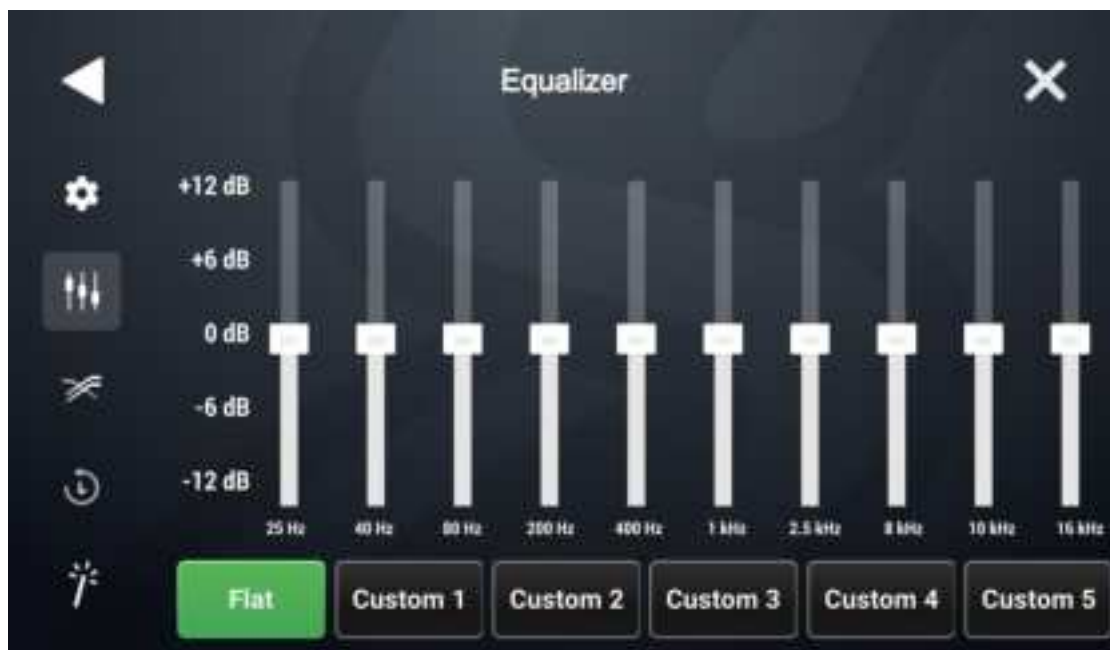 Equalizer
+12 dB
+6 dB
0 dB
-6 dB
-12 dB
25 Hz 40 Hz 80 Hz 200 Hz 400 Hz 1 kHz 2.5 kHz 8 kHz 10 kHz 16 kHz
Flat Custom 1 Custom 2 Custom 3 Custom 4 Custom 5